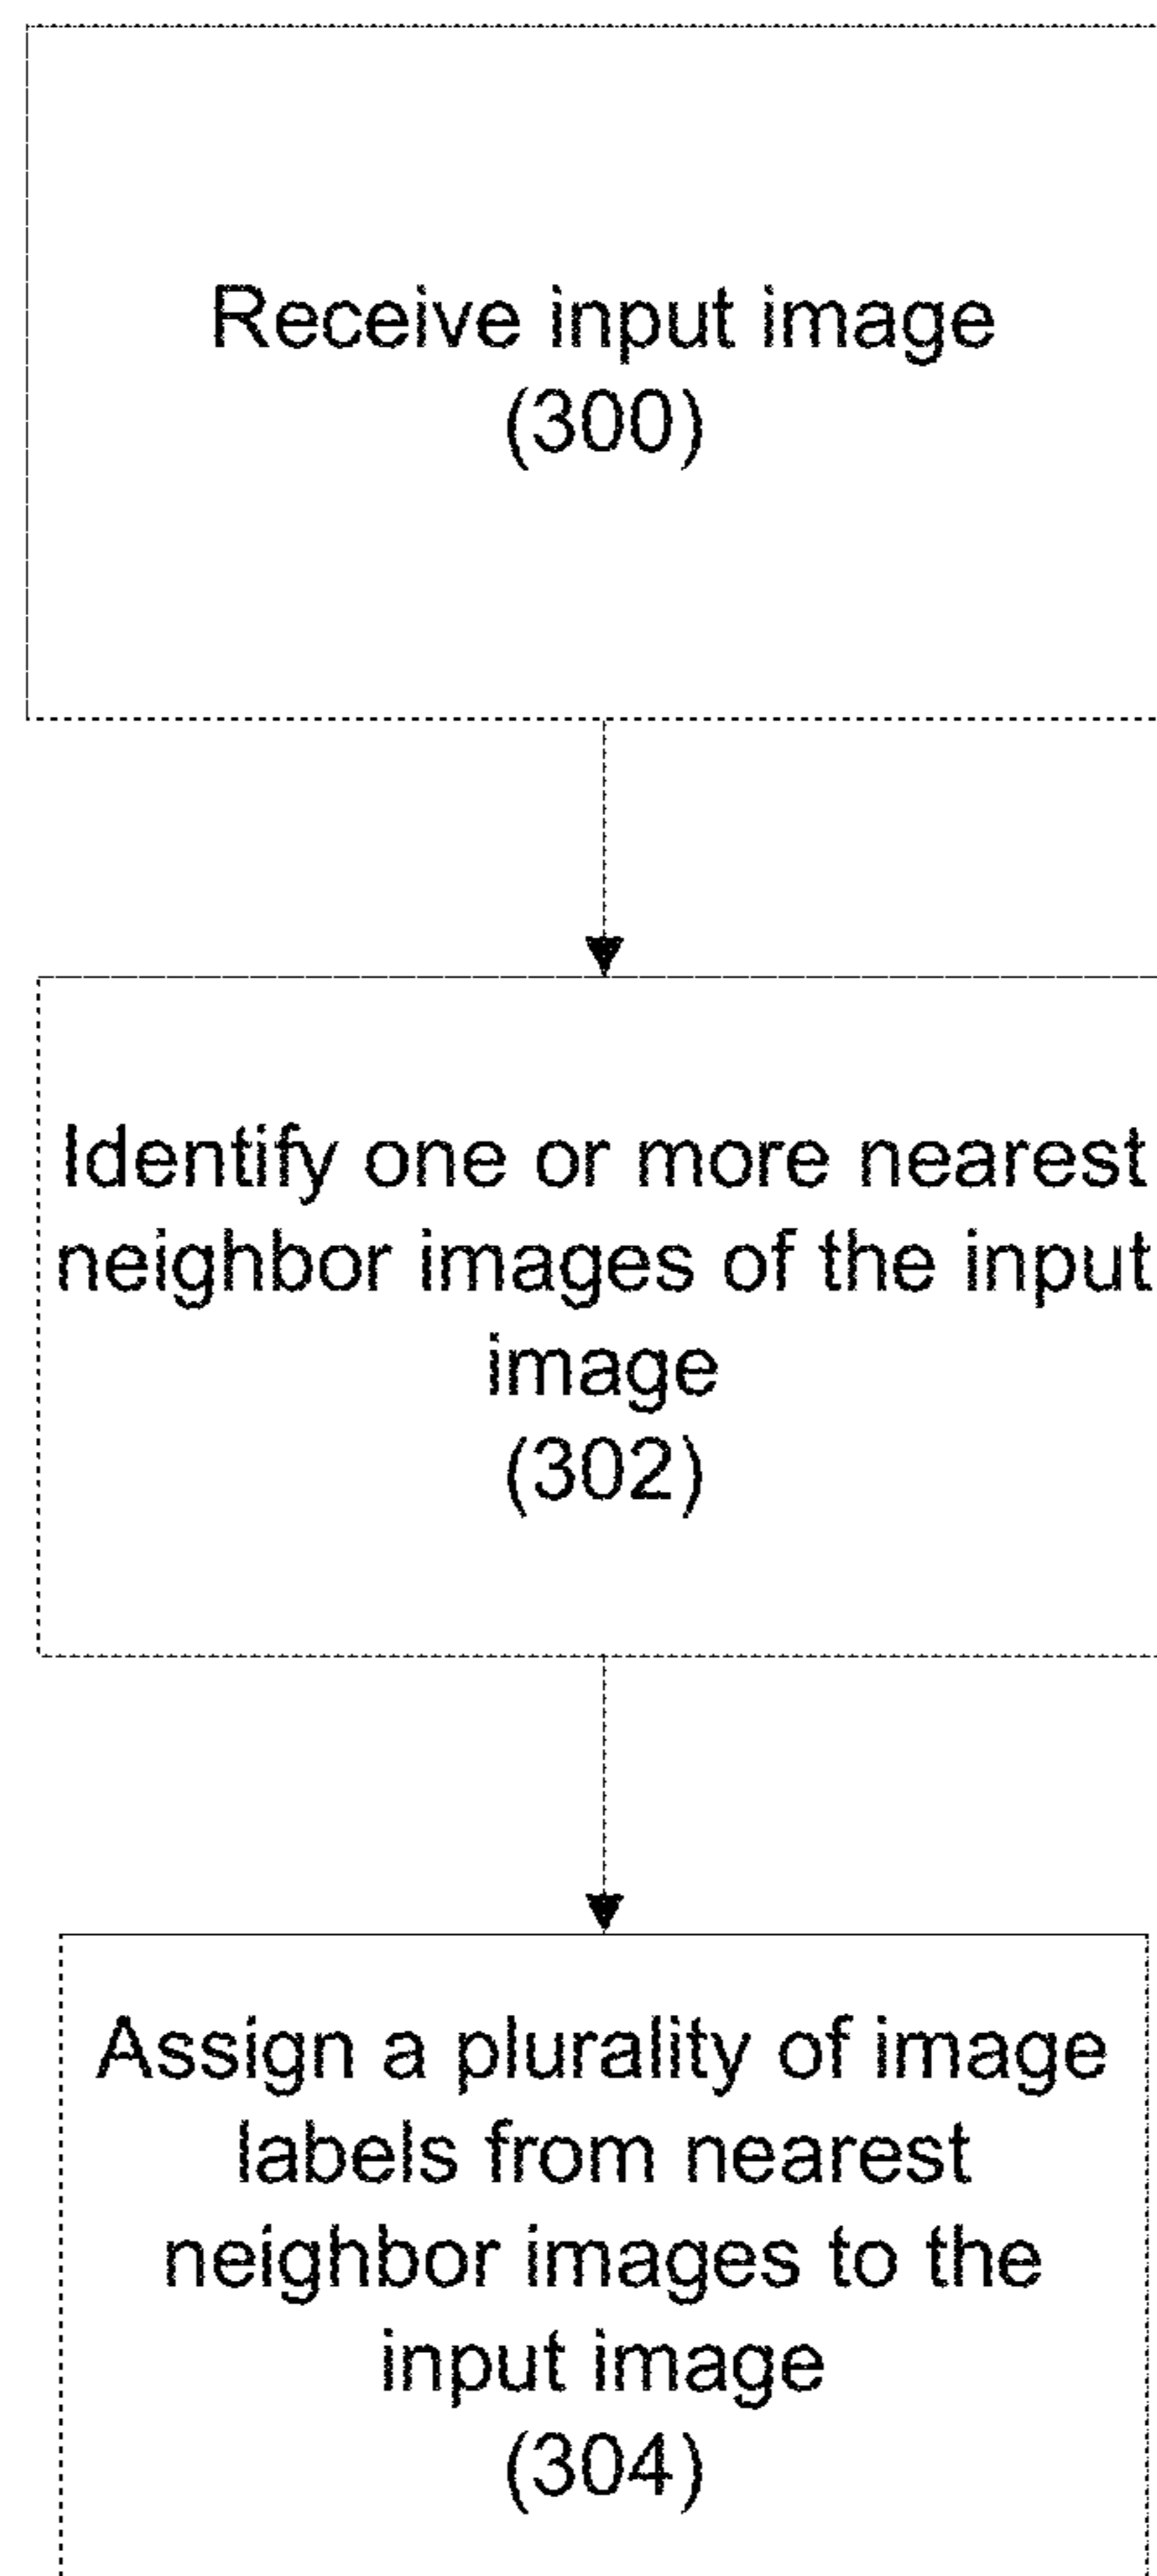 Receive input image
(300)
Identify one or more nearest
neighbor images of the input
image
(302)
Assign a plurality of image
labels from nearest
neighbor images to the
input image
(304)